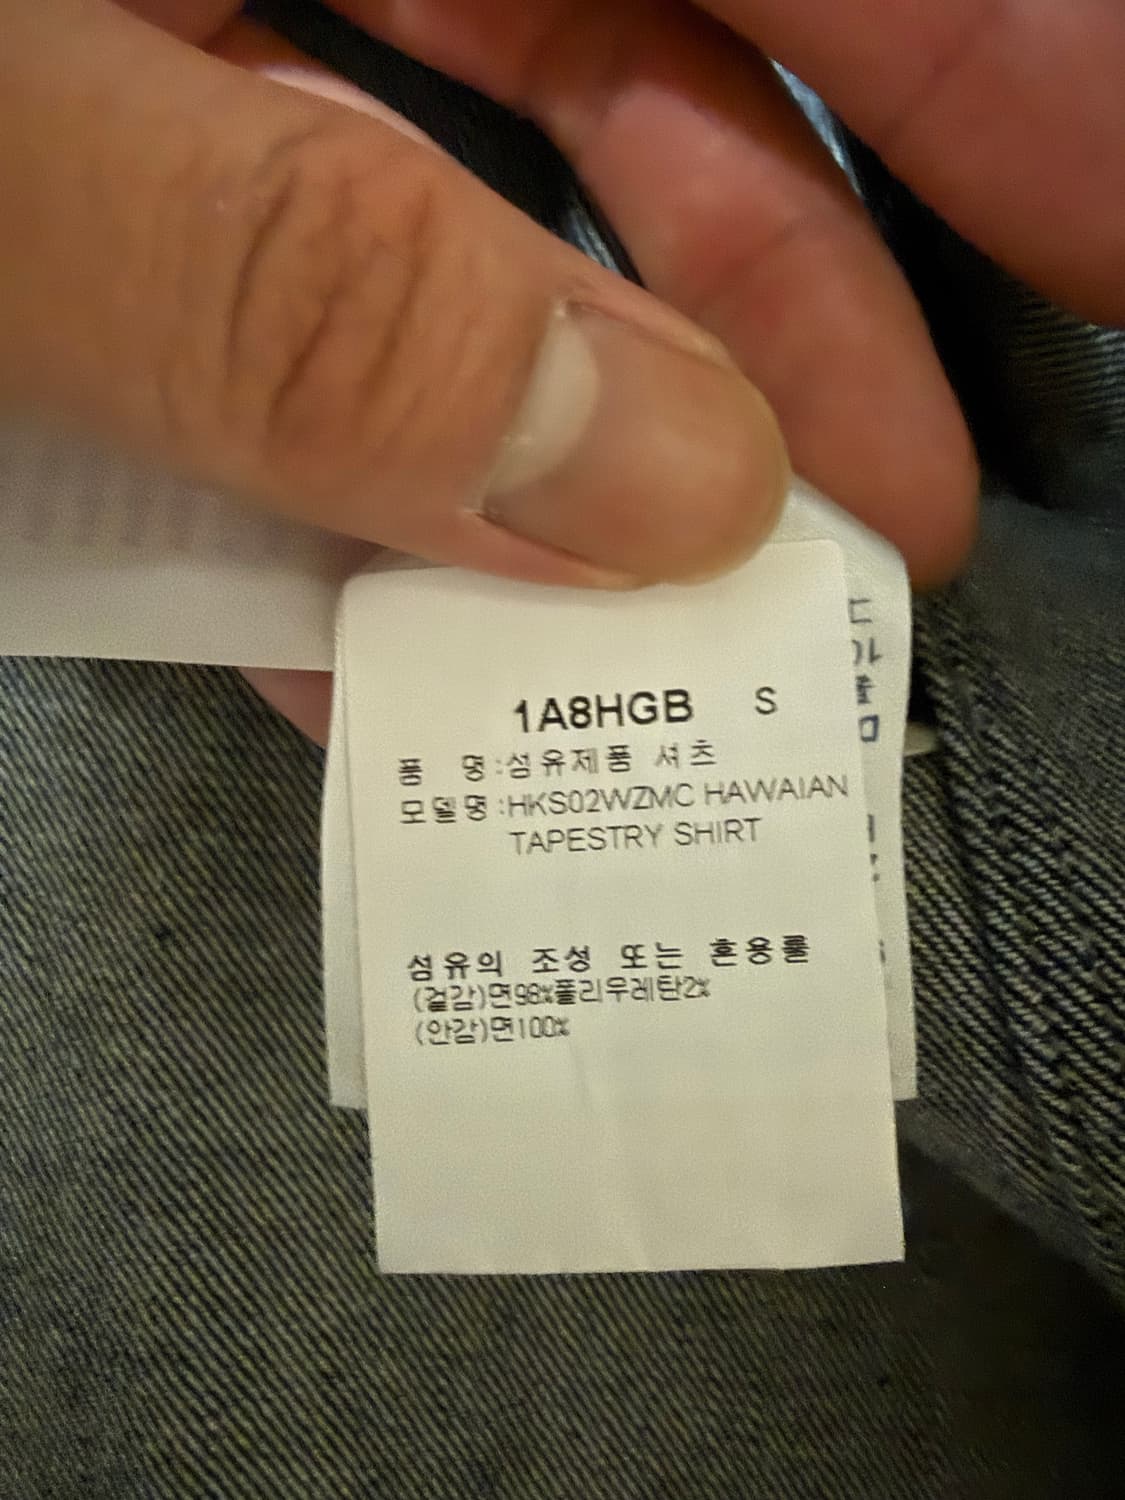 1A8HGB S
품 명:섬유제품 셔츠
모델명:HKS02WZMC HAWAIAN
TAPESTRY SHIRT
섬유의 조성 또는 혼용률
(겉감)면98%폴리우레탄2%
(안감)면100%